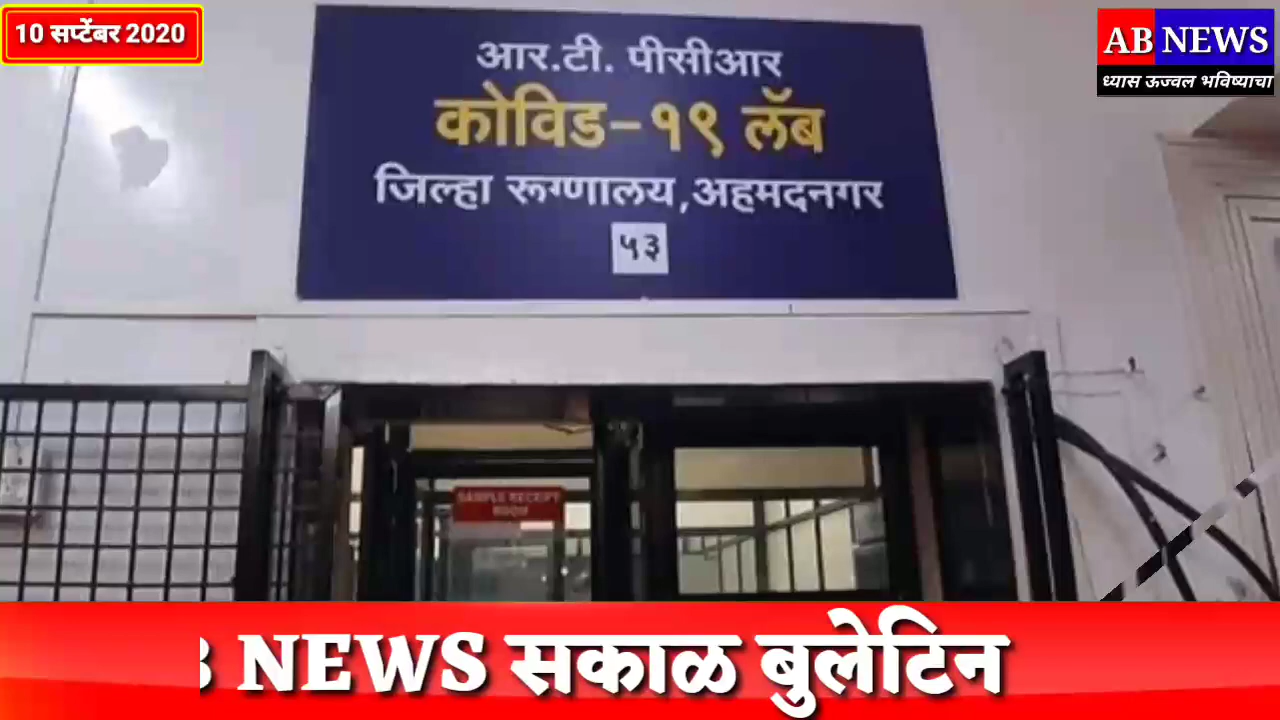 10 सप्टेंबर 2020
AB NEWS
ध्यास ऊज्वल भविष्याचा
आर.टी. पीसीआर
कोविड-१९ लॅब
जिल्हा रूग्णालय,अहमदनगर
५३
SAMPLE RECEIPT
ROOM
B NEWS सकाळ बुलेटिन